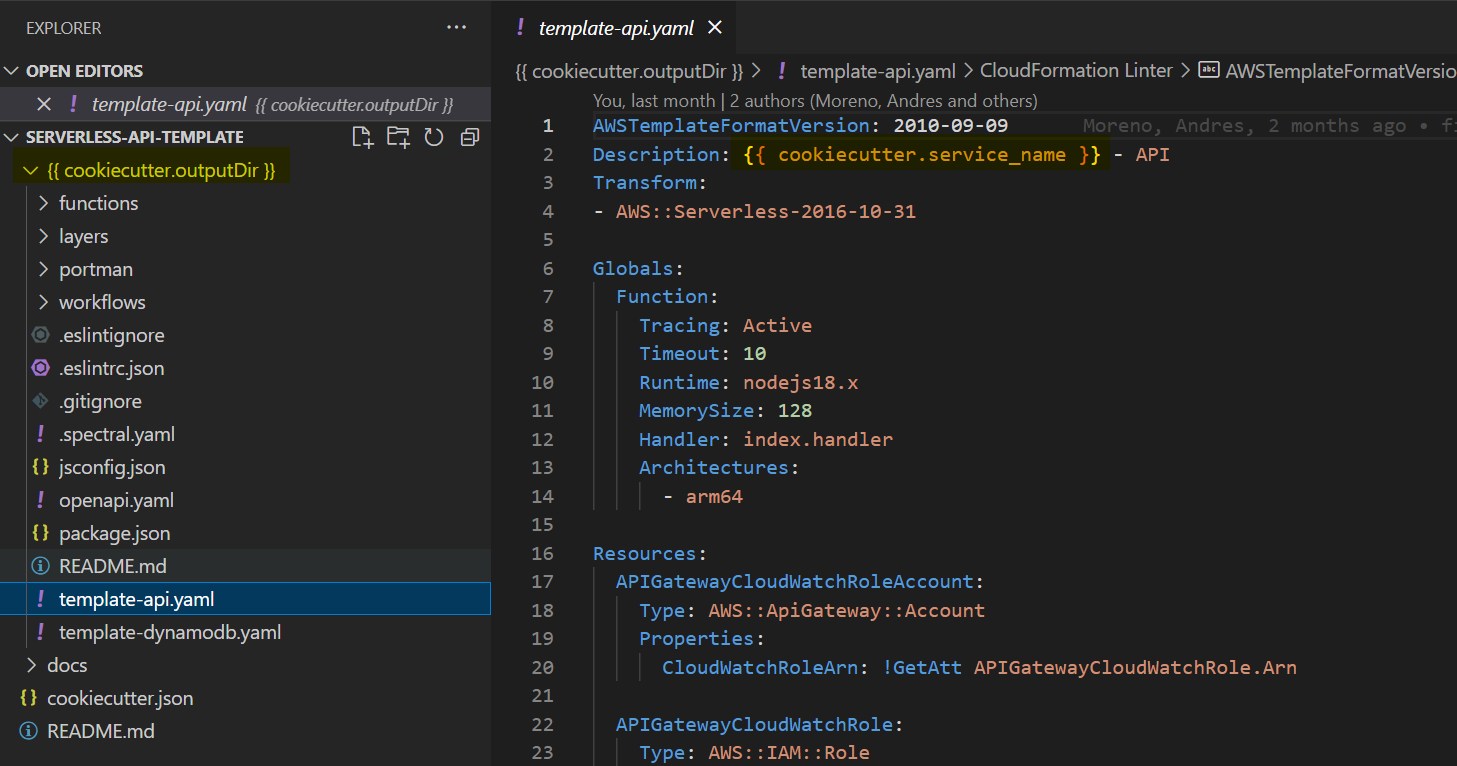 EXPLORER
OPEN EDITORS
template-api.yaml {{ cookiecutter.outputDir }}
SERVERLESS-API-TEMPLATE
{{ cookiecutter.outputDir }}
functions
layers
portman
workflows
.eslintignore
.eslintrc.json
.gitignore
.spectral.yaml
jsconfig.json
openapi.yaml
package.json
README.md
template-api.yaml
template-dynamodb.yaml
docs
cookiecutter.json
README.md
! template-api.yaml
{{ cookiecutter.outputDir }} > ! template-api.yaml > CloudFormation Linter > abc AWSTemplateFormatVersio
You, last month | 2 authors (Moreno, Andres and others)
1 AWSTemplateFormatVersion: 2010-09-09 Moreno, Andres, 2 months ago • fi
2 Description: {{ cookiecutter.service_name }} - API
3 Transform:
4 - AWS::Serverless-2016-10-31
5
6 Globals:
7 Function:
8 Tracing: Active
9 Timeout: 10
10 Runtime: nodejs18.x
11 MemorySize: 128
12 Handler: index.handler
13 Architectures:
14 - arm64
15
16 Resources:
17 APIGatewayCloudWatchRoleAccount:
18 Type: AWS::ApiGateway::Account
19 Properties:
20 CloudWatchRoleArn: !GetAtt APIGatewayCloudWatchRole.Arn
21
22 APIGatewayCloudWatchRole:
23 Type: AWS::IAM::Role